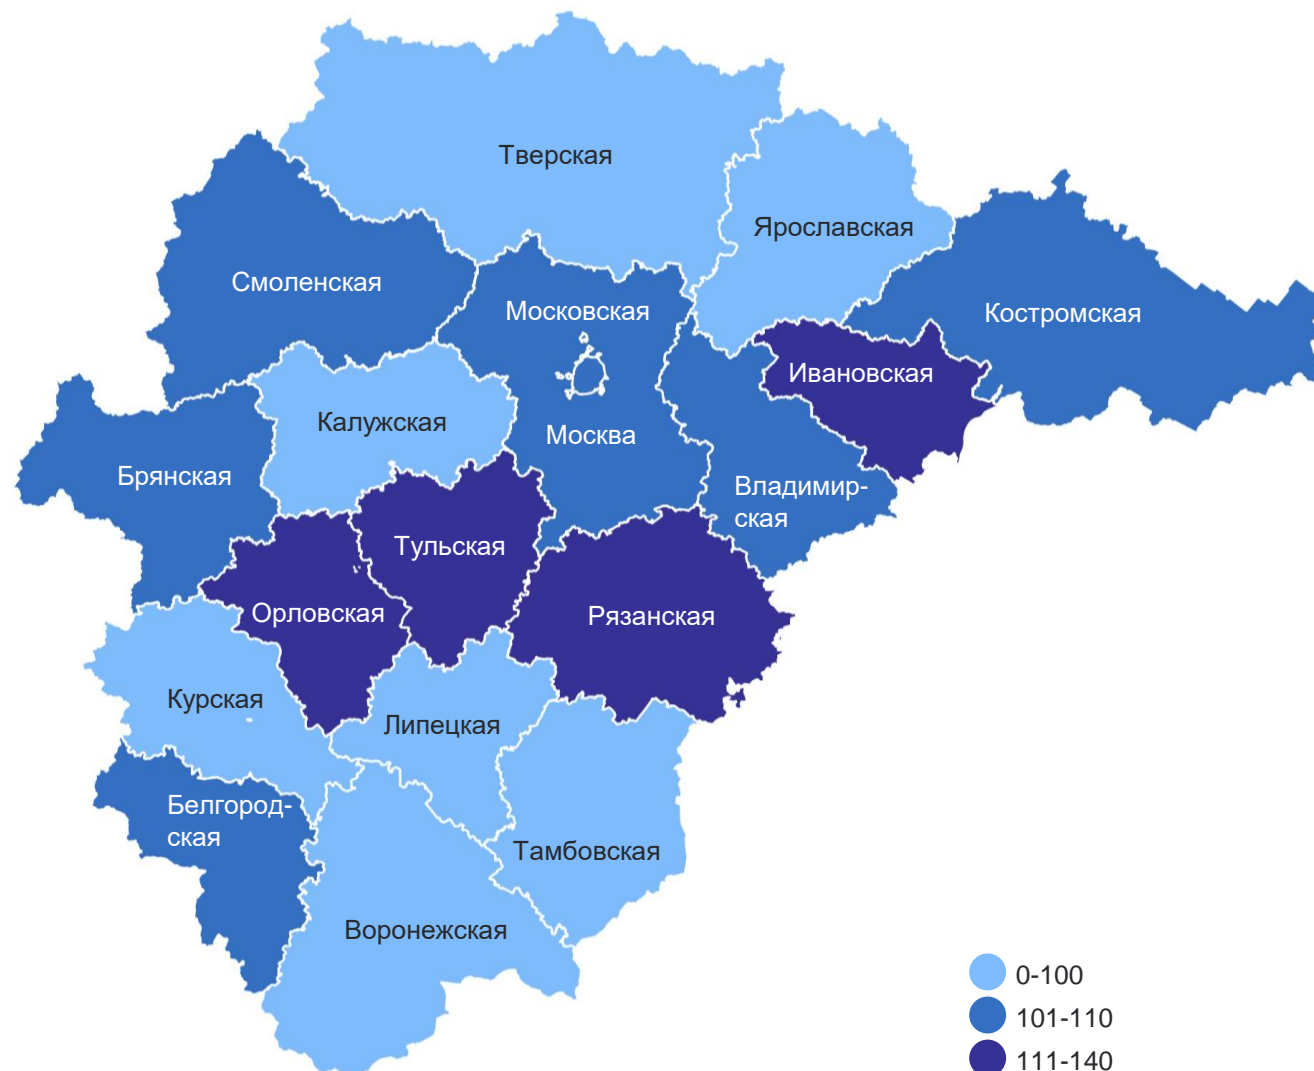 Тверская
Ярославская
Смоленская
Московская
Костромская
Ивановская
Калужская
Москва
Брянская
Владимир-
ская
Тульская
Орловская
Рязанская
Курская
Липецкая
Белгород-
ская
Тамбовская
Воронежская
0-100
101-110
111-140